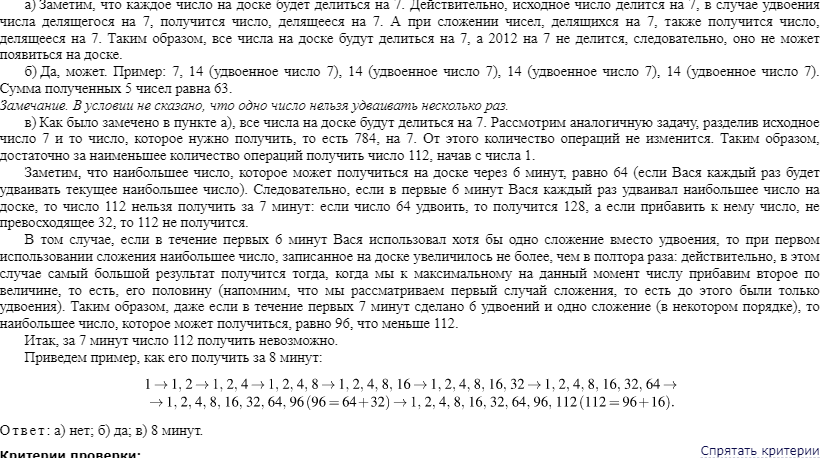 а) Заметим, что каждое число на доске будет делиться на 7. Действительно, исходное число делится на 7, в случае удвоения
числа делящегося на 7, получится число, делящееся на 7. А при сложении чисел, делящихся на 7, также получится число,
делящееся на 7. Таким образом, все числа на доске будут делиться на 7, а 2012 на 7 не делится, следовательно, оно не может
появиться на доске.
б) Да, может. Пример: 7, 14 (удвоенное число 7), 14 (удвоенное число 7), 14 (удвоенное число 7), 14 (удвоенное число 7).
Сумма полученных 5 чисел равна 63.
Замечание. В условии не сказано, что одно число нельзя удваивать несколько раз.
в) Как было замечено в пункте а), все числа на доске будут делиться на 7. Рассмотрим аналогичную задачу, разделив исходное
число 7 и то число, которое нужно получить, то есть 784, на 7. От этого количество операций не изменится. Таким образом,
достаточно за наименьшее количество операций получить число 112, начав с числа 1.
Заметим, что наибольшее число, которое может получиться на доске через 6 минут, равно 64 (если Вася каждый раз будет
удваивать текущее наибольшее число). Следовательно, если в первые 6 минут Вася каждый раз удваивал наибольшее число на
доске, то число 112 нельзя получить за 7 минут: если число 64 удвоить, то получится 128, а если прибавить к нему число, не
превосходящее 32, то 112 не получится.
В том случае, если в течение первых 6 минут Вася использовал хотя бы одно сложение вместо удвоения, то при первом
использовании сложения наибольшее число, записанное на доске увеличилось не более, чем в полтора раза: действительно, в этом
случае самый большой результат получится тогда, когда мы к максимальному на данный момент числу прибавим второе по
величине, то есть, его половину (напомним, что мы рассматриваем первый случай сложения, то есть до этого были только
удвоения). Таким образом, даже если в течение первых 7 минут сделано 6 удвоений и одно сложение (в некотором порядке), то
наибольшее число, которое может получиться, равно 96, что меньше 112.
Итак, за 7 минут число 112 получить невозможно.
Приведем пример, как его получить за 8 минут:
1 → 1, 2 → 1, 2, 4 → 1, 2, 4, 8 → 1, 2, 4, 8, 16 → 1, 2, 4, 8, 16, 32 → 1, 2, 4, 8, 16, 32, 64 →
→ 1, 2, 4, 8, 16, 32, 64, 96 (96 = 64 + 32) → 1, 2, 4, 8, 16, 32, 64, 96, 112 (112 = 96 + 16).
Ответ: а) нет; б) да; в) 8 минут.
Спрятать критерии
Критерии проверки: